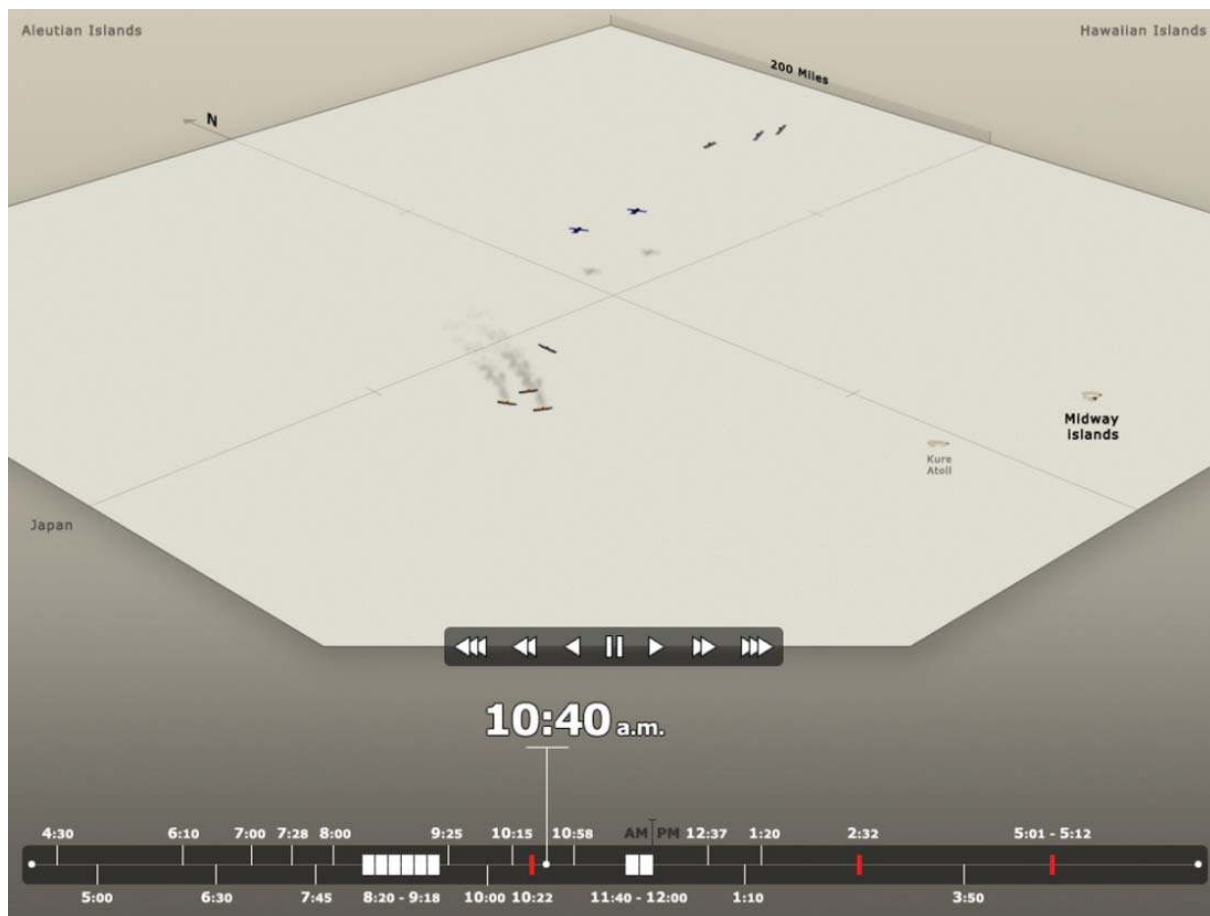 Aleutian Islands
Hawaiian Islands
200 Miles
N
Midway
islands
Kure
Atoll
Japan
10:40 a.m.
4:30 6:10 7:00 7:28 8:00 9:25 10:15 10:58 AM PM 12:37 1:20 2:32 5:01 - 5:12
5:00 6:30 7:45 8:20 - 9:18 10:00 10:22 11:40 - 12:00 1:10 3:50